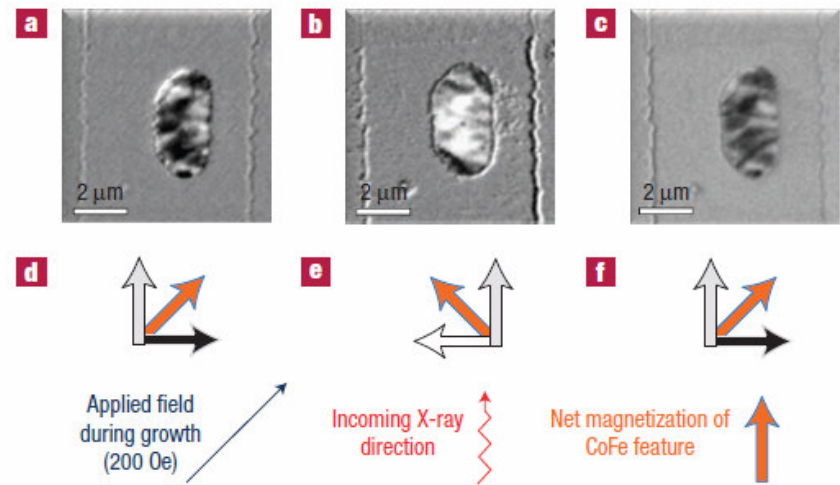 a
b
c
2 μm
2 μm
2 μm
d
e
f
Applied field
during growth
(200 Oe)
Incoming X-ray
direction
Net magnetization of
CoFe feature